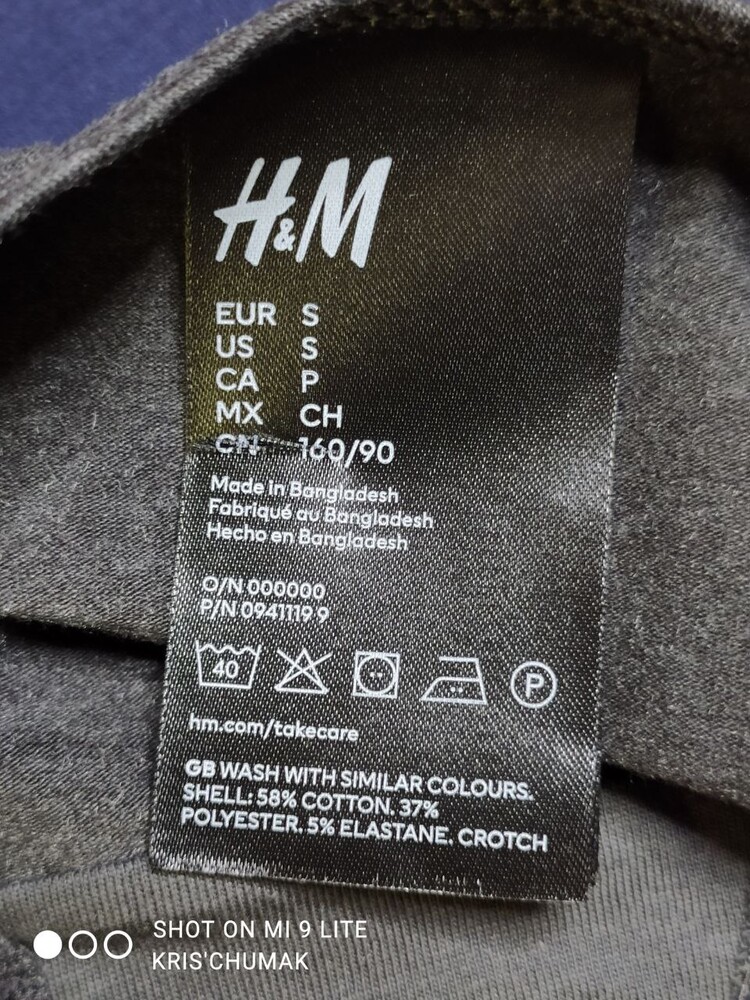 H&M
EUR S
US S
CA P
MX CH
CN 160/90
Made in Bangladesh
Fabriqué au Bangladesh
Hecho en Bangladesh
O/N 000000
P/N 0941119 9
40
P
hm.com/takecare
GB WASH WITH SIMILAR COLOURS.
SHELL: 58% COTTON. 37%
POLYESTER. 5% ELASTANE. CROTCH
SHOT ON MI 9 LITE
KRIS'CHUMAK